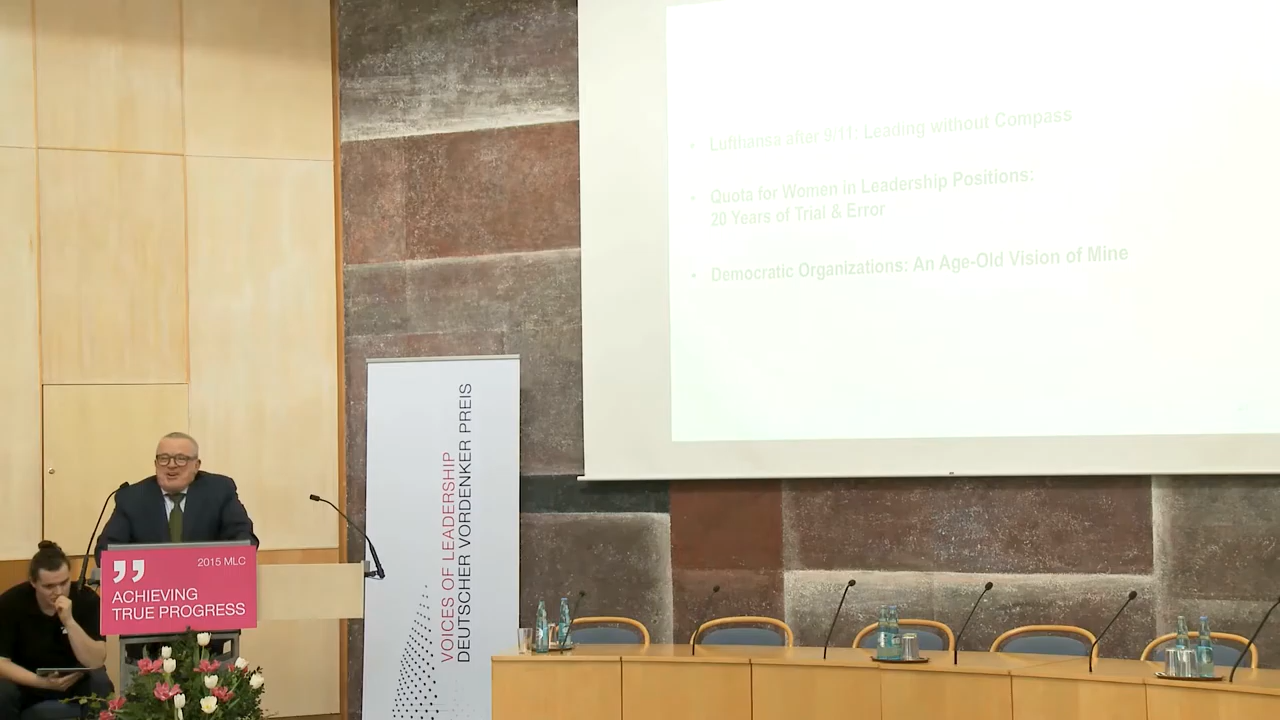 • Lufthansa after 9/11: Leading without Compass
• Quota for Women in Leadership Positions:
20 Years of Trial & Error
• Democratic Organizations: An Age-Old Vision of Mine
VOICES OF LEADERSHIP
DEUTSCHER VORDENKER PREIS
2015 MLC
ACHIEVING
TRUE PROGRESS